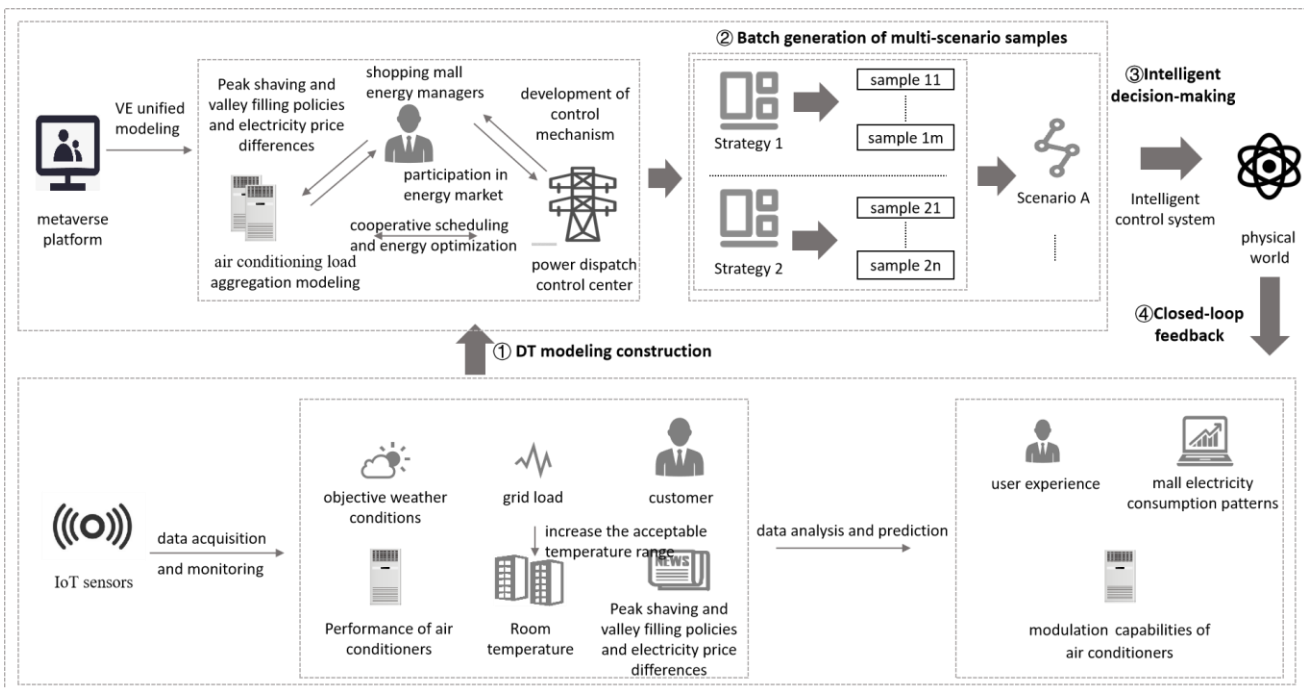 ② Batch generation of multi-scenario samples
③Intelligent
decision-making
VE unified
modeling
metaverse
platform
Peak shaving and
valley filling policies
and electricity price
differences
shopping mall
energy managers
development of
control
mechanism
participation in
energy market
cooperative scheduling
and energy optimization
air conditioning load
aggregation modeling
power dispatch
control center
Strategy 1
sample 11
sample 1m
Strategy 2
sample 21
sample 2n
Scenario A
Intelligent
control system
physical
world
④Closed-loop
feedback
① DT modeling construction
IoT sensors
data acquisition
and monitoring
objective weather
conditions
grid load
customer
increase the acceptable
temperature range
NEWS
Performance of air
conditioners
Room
temperature
Peak shaving and
valley filling policies
and electricity price
differences
data analysis and prediction
user experience
mall electricity
consumption patterns
modulation capabilities of
air conditioners